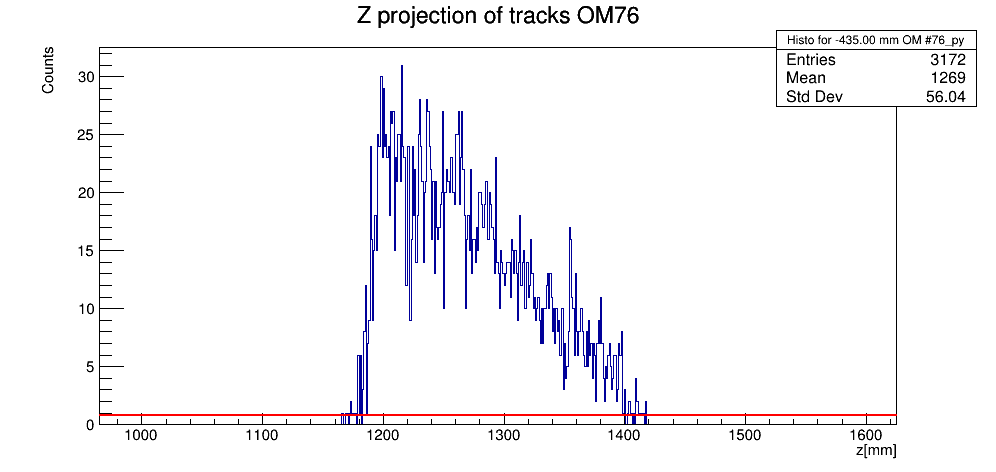 Z projection of tracks OM76
Histo for -435.00 mm OM #76_py
Entries 3172
Mean 1269
Std Dev 56.04
Counts
30
25
20
15
10
5
0
1000 1100 1200 1300 1400 1500 1600
z[mm]